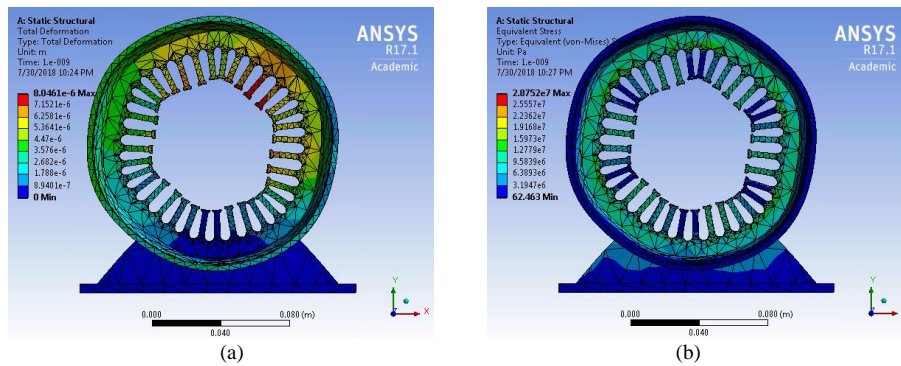 A: Static Structural
Total Deformation
Type: Total Deformation
Unit: m
Time: 1.e-009
7/30/2018 10:24 PM
ANSYS
R17.1
Academic
8.0461e-6 Max
7.1521e-6
6.2581e-6
5.3641e-6
4.47e-6
3.576e-6
2.682e-6
1.788e-6
8.9401e-7
0 Min
Y
X
0.000
0.080 (m)
0.040
(a)
A: Static Structural
Equivalent Stress
Type: Equivalent (von-Mises) S
Unit: Pa
Time: 1.e-009
7/30/2018 10:27 PM
ANSYS
R17.1
Academic
2.8752e7 Max
2.5557e7
2.2362e7
1.9168e7
1.5973e7
1.2779e7
9.5839e6
6.3893e6
3.1947e6
62.463 Min
Y
0.000
0.080 (m)
0.040
(b)